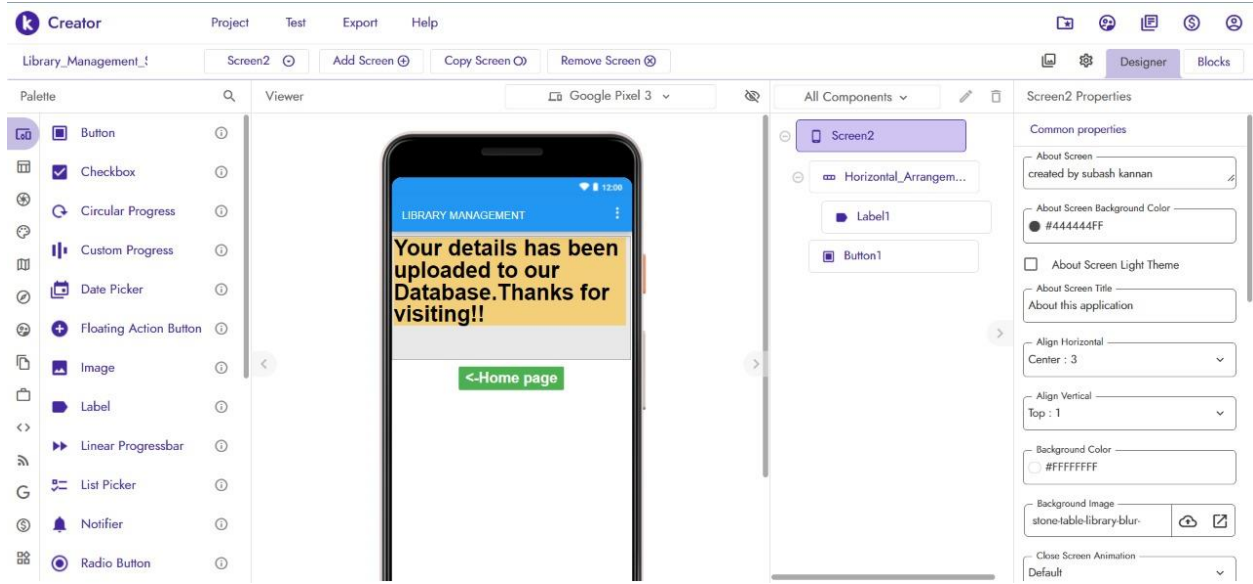 Creator
Project
Test
Export
Help
Library_Management_S
Screen2
Add Screen
Copy Screen
Remove Screen
Designer
Blocks
Palette
Viewer
Google Pixel 3
All Components
Screen2 Properties
Button
Checkbox
Circular Progress
Custom Progress
Date Picker
Floating Action Button
Image
Label
Linear Progressbar
List Picker
Notifier
Radio Button
12:00
LIBRARY MANAGEMENT
Your details has been
uploaded to our
Database.Thanks for
visiting!!
<-Home page
Screen2
Horizontal_Arrangem...
Label1
Button1
Common properties
About Screen
created by subash kannan
About Screen Background Color
#444444FF
About Screen Light Theme
About Screen Title
About this application
Align Horizontal
Center : 3
Align Vertical
Top : 1
Background Color
#FFFFFFFF
Background Image
stone-table-library-blur-
Close Screen Animation
Default